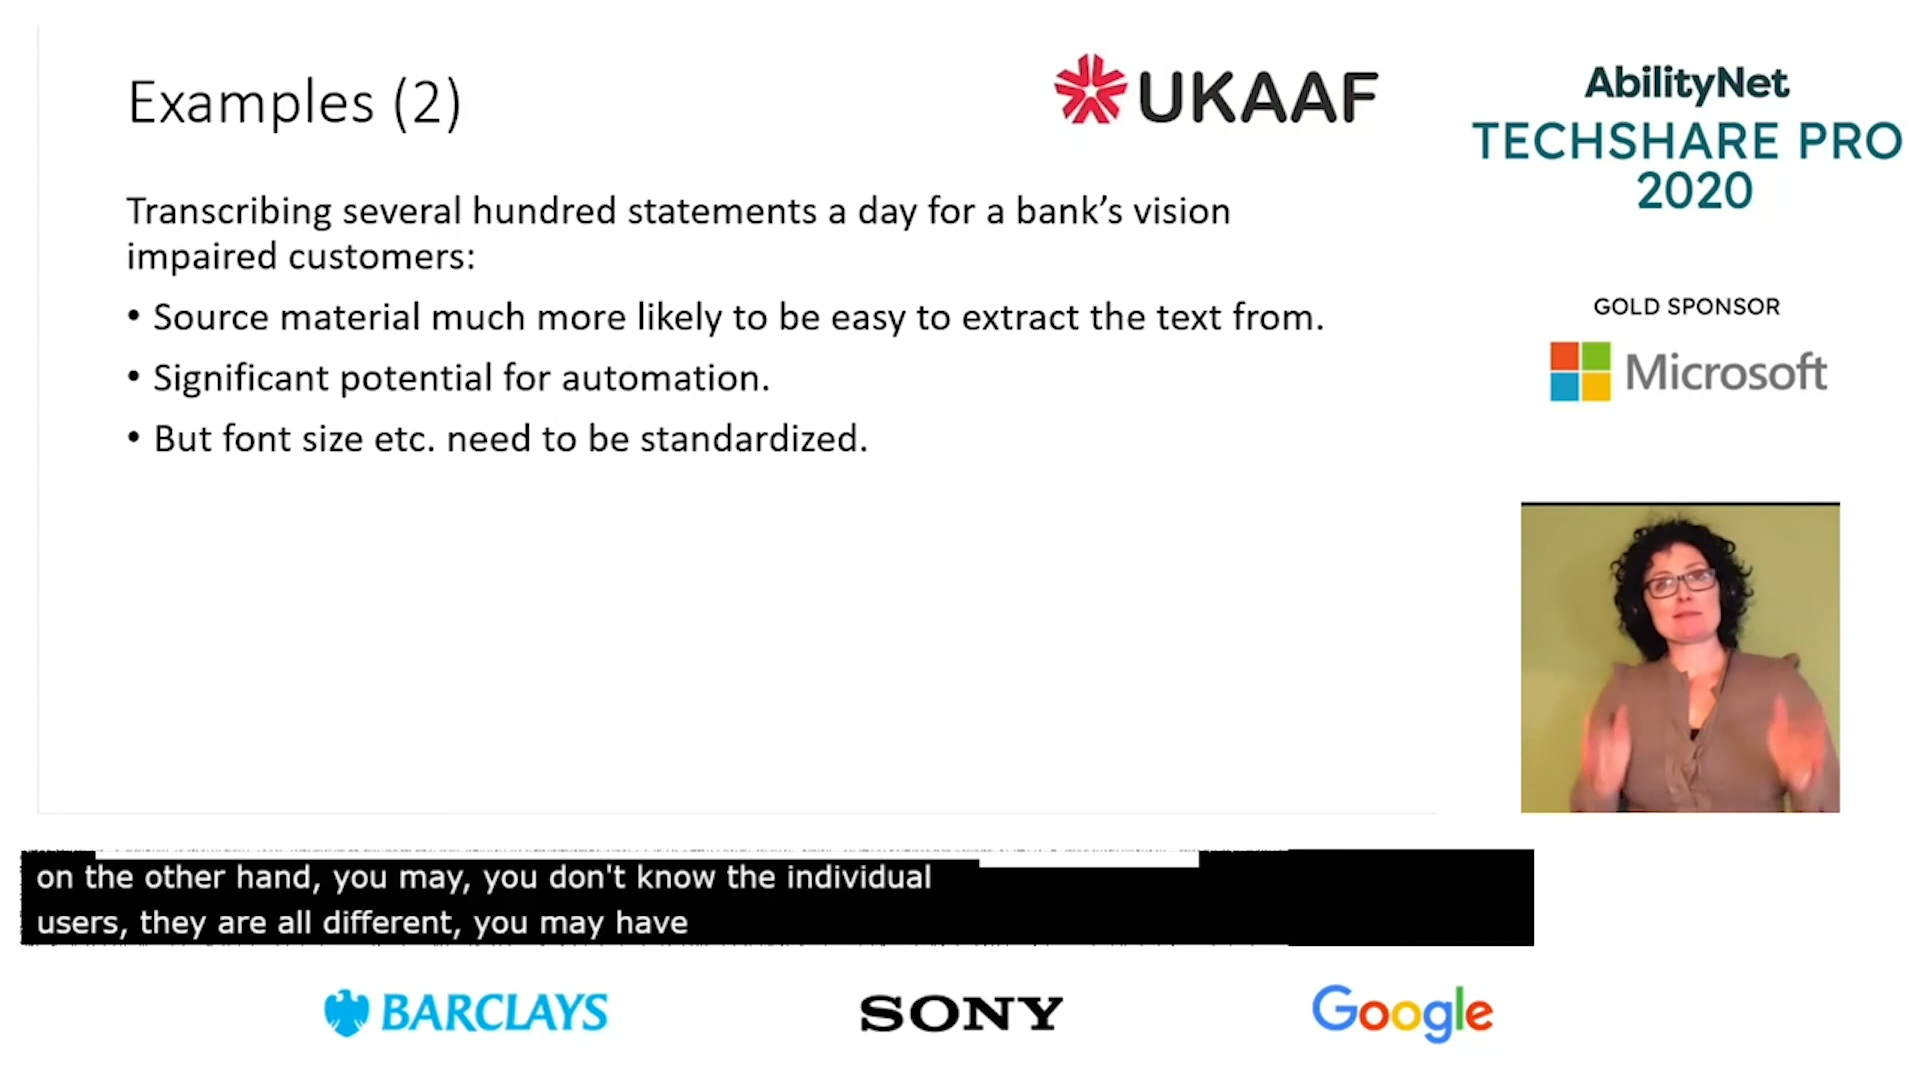 Examples (2)
UKAAF
Transcribing several hundred statements a day for a bank’s vision
impaired customers:
• Source material much more likely to be easy to extract the text from.
• Significant potential for automation.
• But font size etc. need to be standardized.
AbilityNet
TECHSHARE PRO
2020
GOLD SPONSOR
Microsoft
on the other hand, you may, you don't know the individual
users, they are all different, you may have
BARCLAYS
SONY
Google